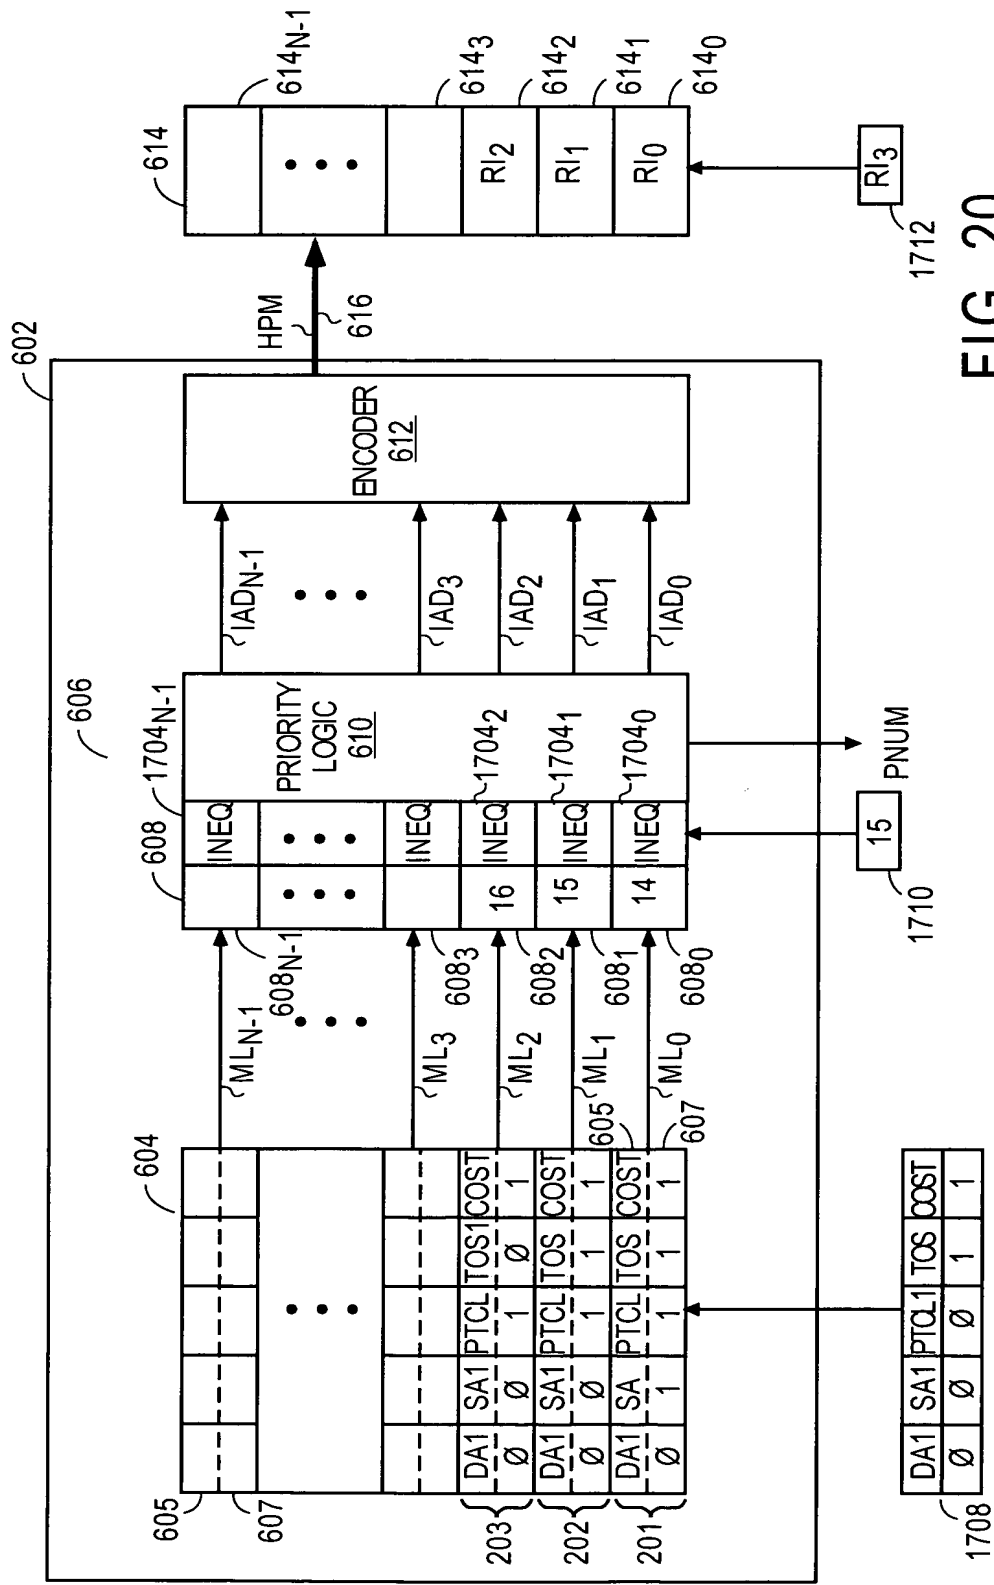 602
606
604
608
1704N-1
614
605
607
MLN-1
608N-1
INEQ
IADN-1
614N-1
HPM
616
PRIORITY
LOGIC
610
ENCODER
612
ML3
6083
INEQ
IAD3
6143
203
DA1 SA1 PTCL TOS1 COST
Ø Ø 1 Ø 1
ML2
16
6082
INEQ
17042
IAD2
RI2
6142
202
DA1 SA1 PTCL TOS COST
Ø Ø 1 1 1
ML1
15
6081
INEQ
17041
IAD1
RI1
6141
201
DA1 SA PTCL TOS COST
Ø 1 1 1 1
605
607
ML0
14
6080
INEQ
17040
IAD0
RI0
6140
1708
DA1 SA1 PTCL1 TOS COST
Ø Ø Ø 1 1
15
1710
PNUM
RI3
1712
FIG. 20